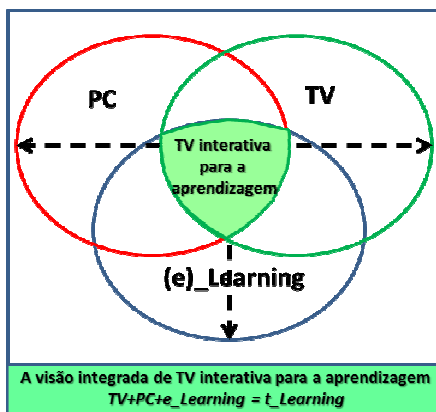 PC
TV
TV interativa
para a
aprendizagem
(e)_Learning
A visão integrada de TV interativa para a aprendizagem
TV+PC+e_Learning = t_Learning